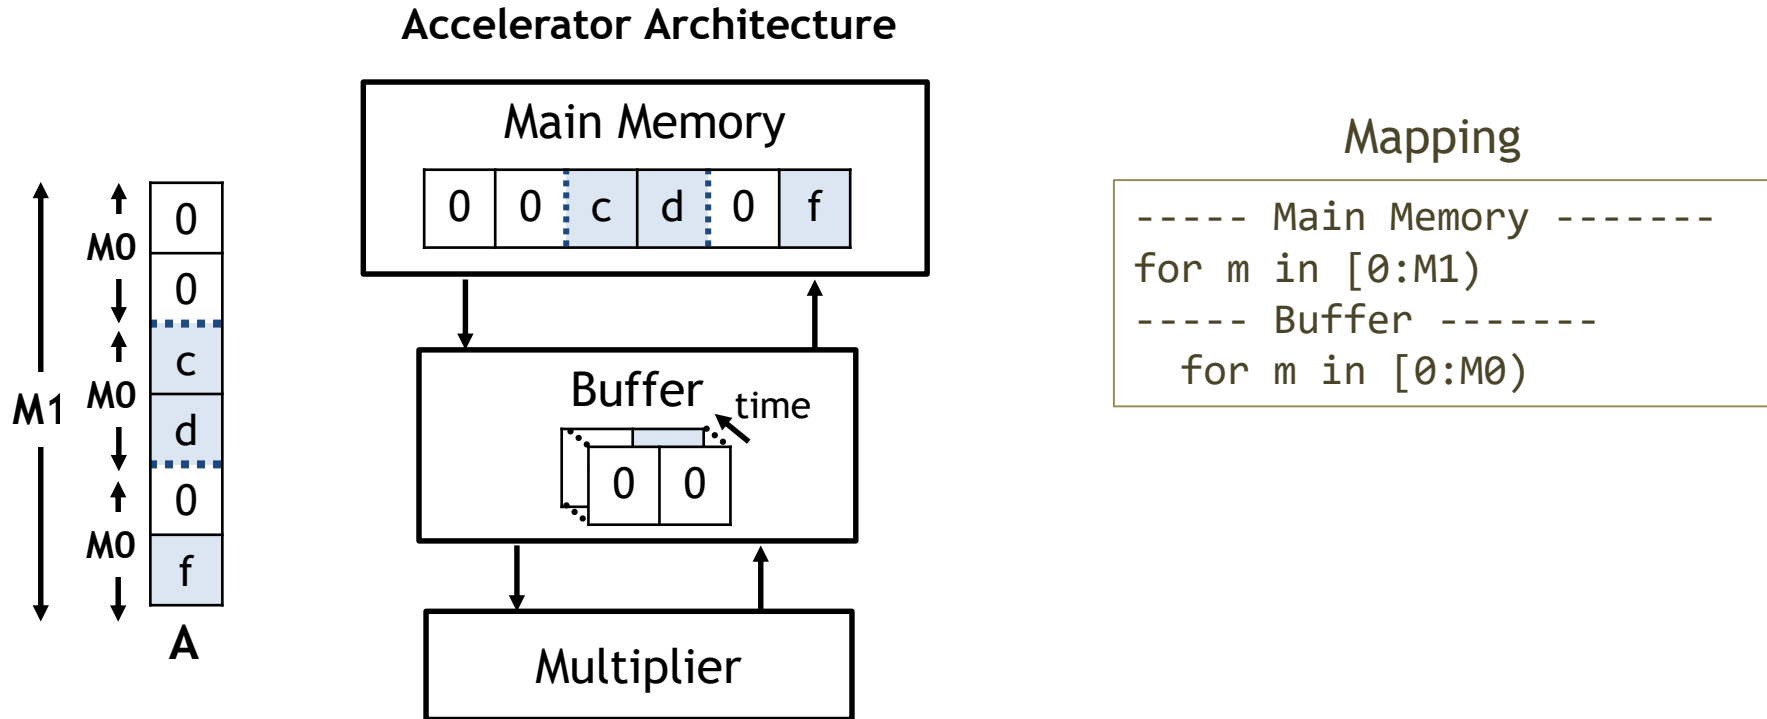 Accelerator Architecture
M1
M0
M0
M0
0
0
c
d
0
f
A
Main Memory
0 0 c d 0 f
Buffer
time
0 0
Multiplier
Mapping
----- Main Memory -------
for m in [0:M1)
----- Buffer -------
for m in [0:M0)